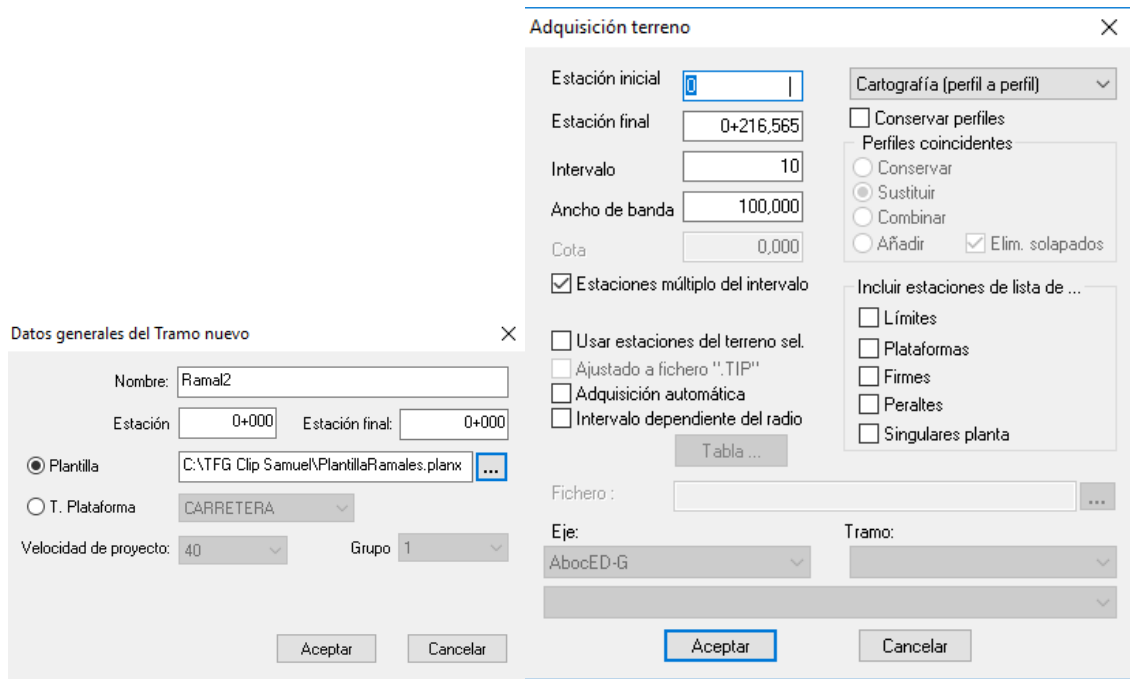 Datos generales del Tramo nuevo
Nombre: Ramal2
Estación 0+000 Estación final: 0+000
Plantilla C:\TFG Clip Samuel\PlantillaRamales.planx ...
T. Plataforma CARRETERA
Velocidad de proyecto: 40 Grupo 1
Aceptar Cancelar
Adquisición terreno
Estación inicial 0
Estación final 0+216,565
Intervalo 10
Ancho de banda 100,000
Cota 0,000
Estaciones múltiplo del intervalo
Usar estaciones del terreno sel.
Ajustado a fichero ".TIP"
Adquisición automática
Intervalo dependiente del radio
Tabla ...
Cartografía (perfil a perfil)
Conservar perfiles
Perfiles coincidentes
Conservar
Sustituir
Combinar
Añadir Elim. solapados
Incluir estaciones de lista de ...
Límites
Plataformas
Firmes
Peraltes
Singulares planta
Fichero : ...
Eje: Tramo:
AbocED-G
Aceptar Cancelar